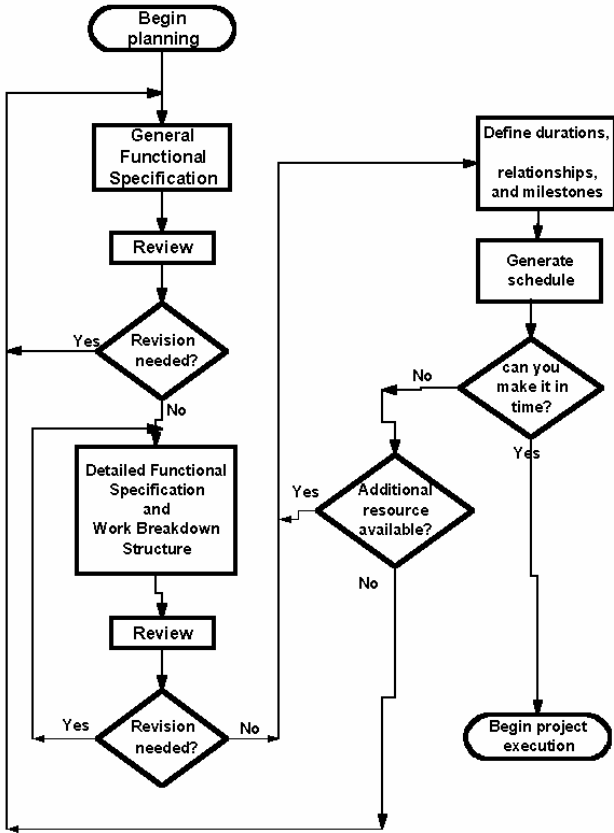 Begin
planning
General
Functional
Specification
Review
Yes
Revision
needed?
No
Detailed Functional
Specification
and
Work Breakdown
Structure
Review
Yes
Revision
needed?
No
Define durations,
relationships,
and milestones
Generate
schedule
can you
make it in
time?
No
Yes
Additional
resource
available?
Yes
No
Begin project
execution